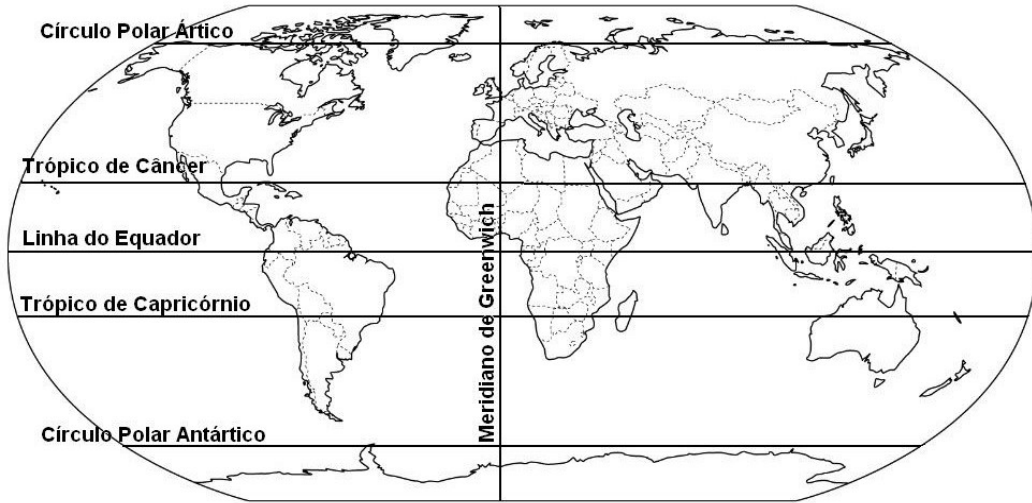 Círculo Polar Ártico
Trópico de Câncer
Linha do Equador
Trópico de Capricórnio
Círculo Polar Antártico
Meridiano de Greenwich